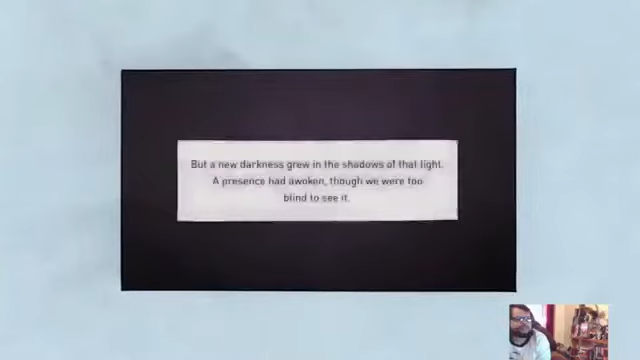 But a new darkness grew in the shadows of that light.
A presence had awoken, though we were too
blind to see it.